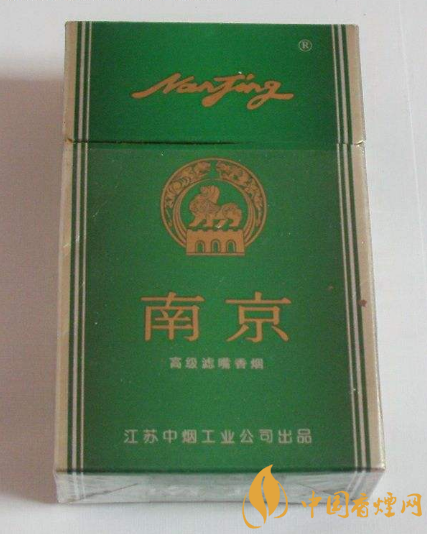 NanJing ®
南京
高级滤嘴香烟
江苏中烟工业公司出品
中国香煙网